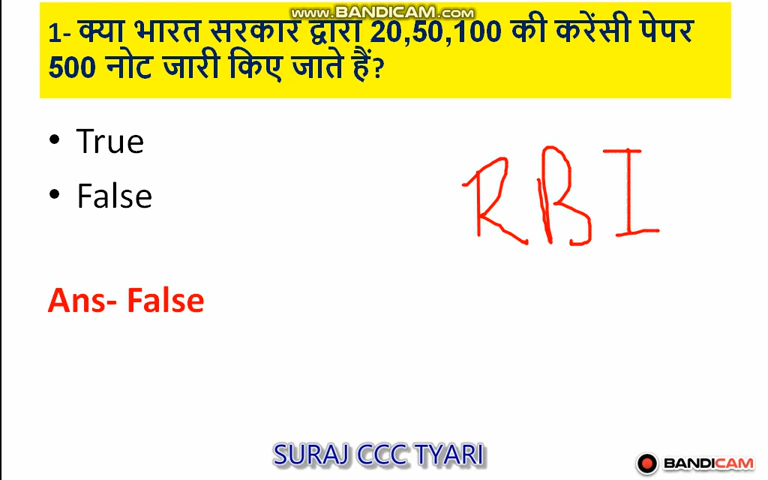 www.BANDICAM.com
1- क्या भारत सरकार द्वारा 20,50,100 की करेंसी पेपर
500 नोट जारी किए जाते हैं?
• True
• False
RBI
Ans- False
SURAJ CCC TYARI
BANDICAM